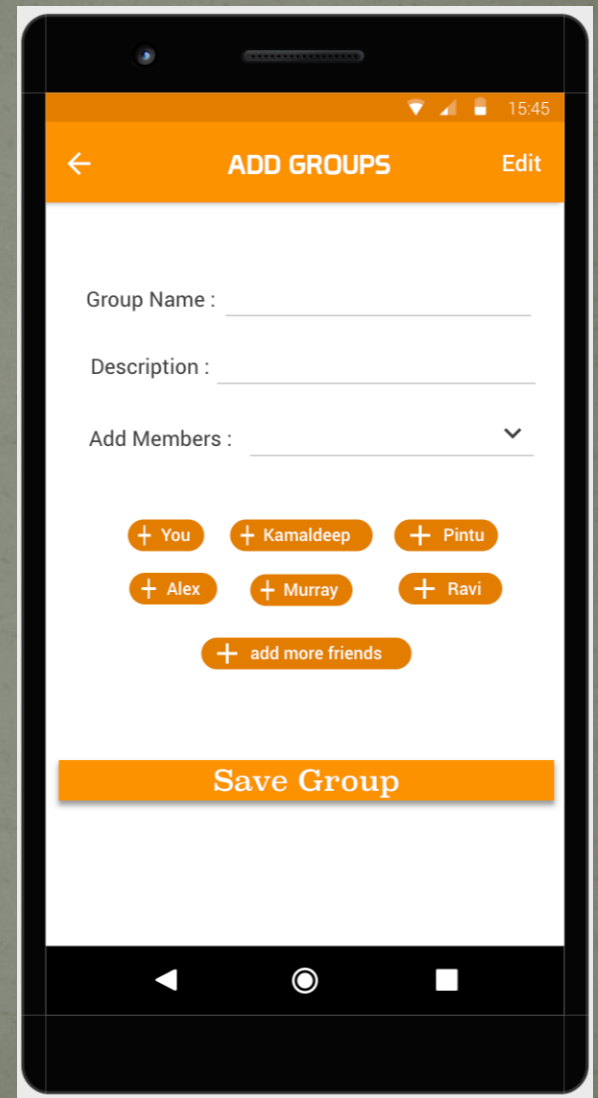 15:45
ADD GROUPS Edit
Group Name :
Description :
Add Members :
You Kamaldeep Pintu
Alex Murray Ravi
add more friends
Save Group